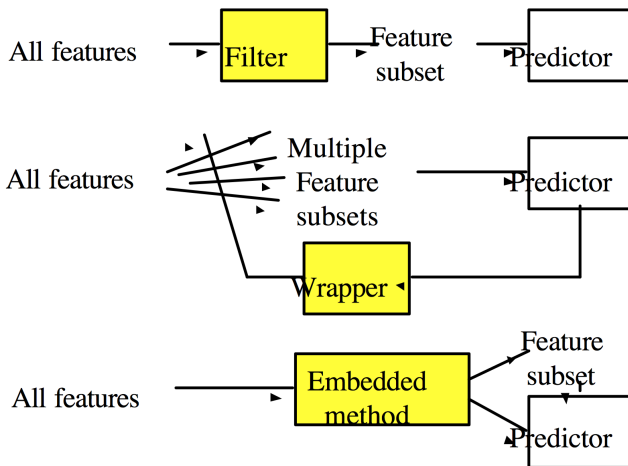 All features
Filter
Feature
subset
Predictor
All features
Multiple
Feature
subsets
Predictor
Wrapper
All features
Embedded
method
Feature
subset
Predictor